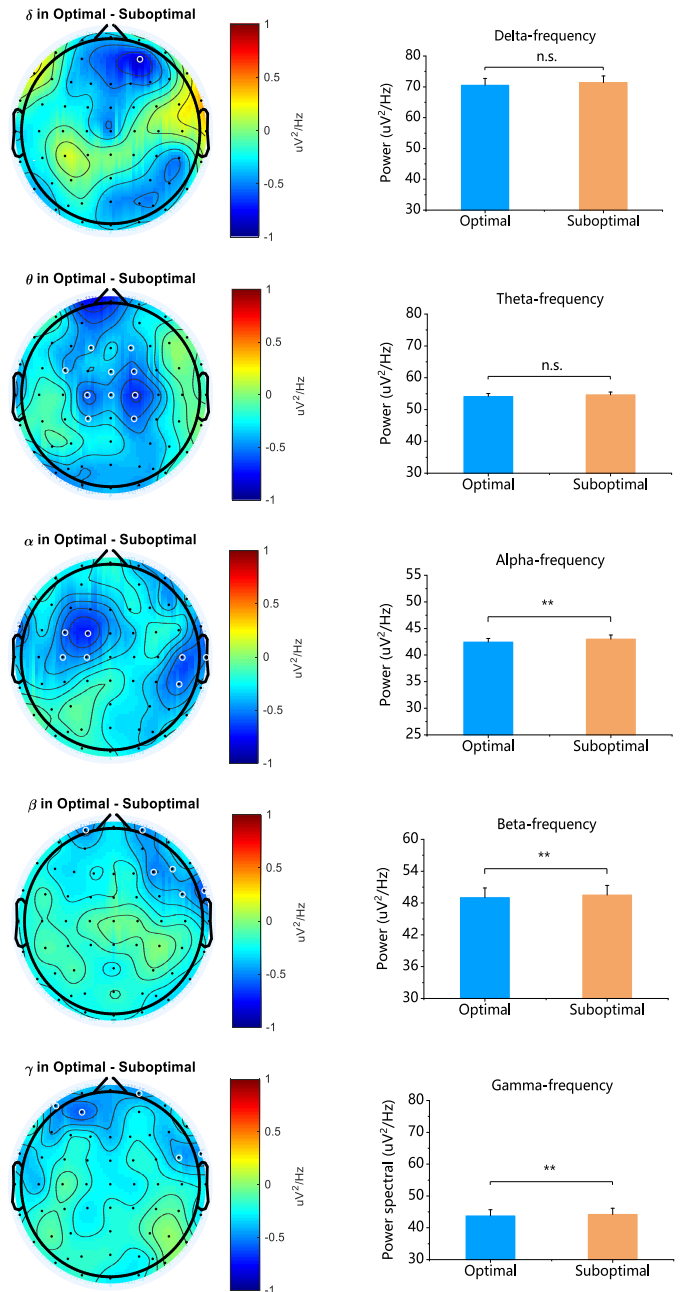 δ in Optimal - Suboptimal
1
0.5
0
-0.5
-1
uV²/Hz
Delta-frequency
n.s.
80
70
60
50
40
30
Power (uV²/Hz)
Optimal
Suboptimal
θ in Optimal - Suboptimal
1
0.5
0
-0.5
-1
uV²/Hz
Theta-frequency
n.s.
80
70
60
50
40
30
Power (uV²/Hz)
Optimal
Suboptimal
α in Optimal - Suboptimal
1
0.5
0
-0.5
-1
uV²/Hz
Alpha-frequency
**
55
50
45
40
35
30
25
Power (uV²/Hz)
Optimal
Suboptimal
β in Optimal - Suboptimal
1
0.5
0
-0.5
-1
uV²/Hz
Beta-frequency
**
60
54
48
42
36
30
Power (uV²/Hz)
Optimal
Suboptimal
γ in Optimal - Suboptimal
1
0.5
0
-0.5
-1
uV²/Hz
Gamma-frequency
**
80
70
60
50
40
30
Power spectral (uV²/Hz)
Optimal
Suboptimal